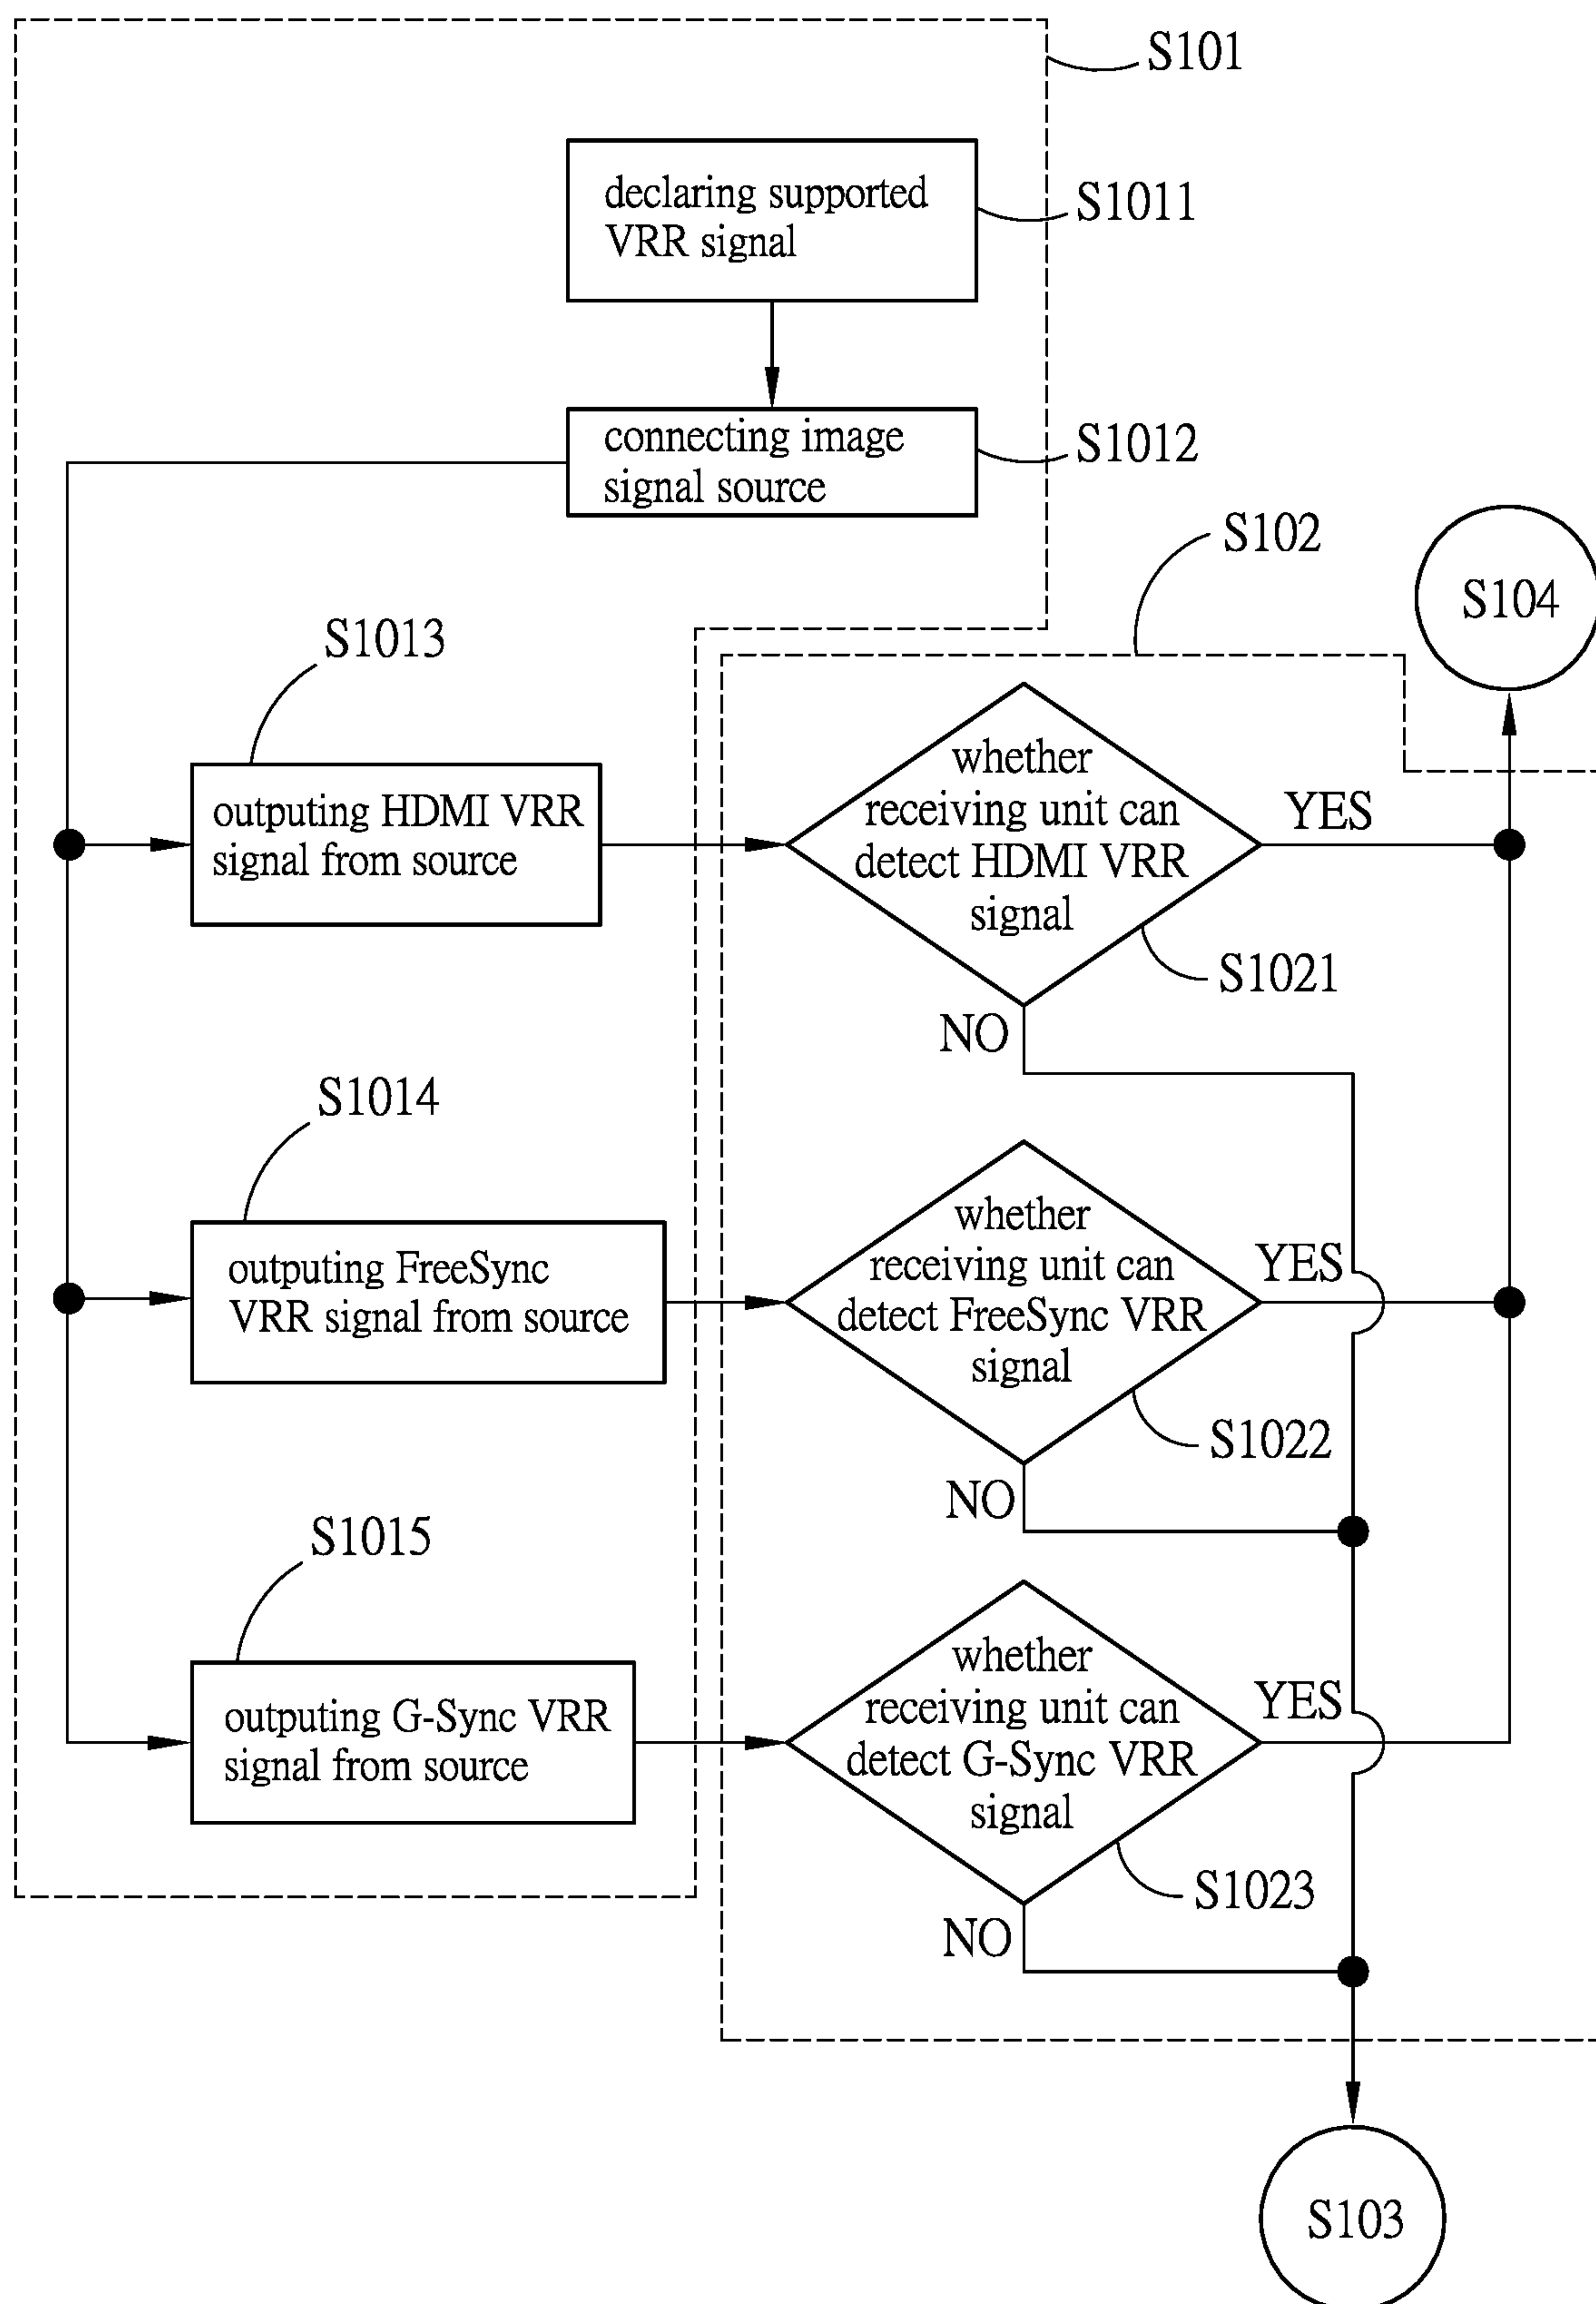 S101
declaring supported
VRR signal
S1011
connecting image
signal source
S1012
S102
S104
S1013
outputing HDMI VRR
signal from source
whether
receiving unit can
detect HDMI VRR
signal
YES
S1021
NO
S1014
outputing FreeSync
VRR signal from source
whether
receiving unit can
detect FreeSync VRR
signal
YES
S1022
NO
S1015
outputing G-Sync VRR
signal from source
whether
receiving unit can
detect G-Sync VRR
signal
YES
S1023
NO
S103